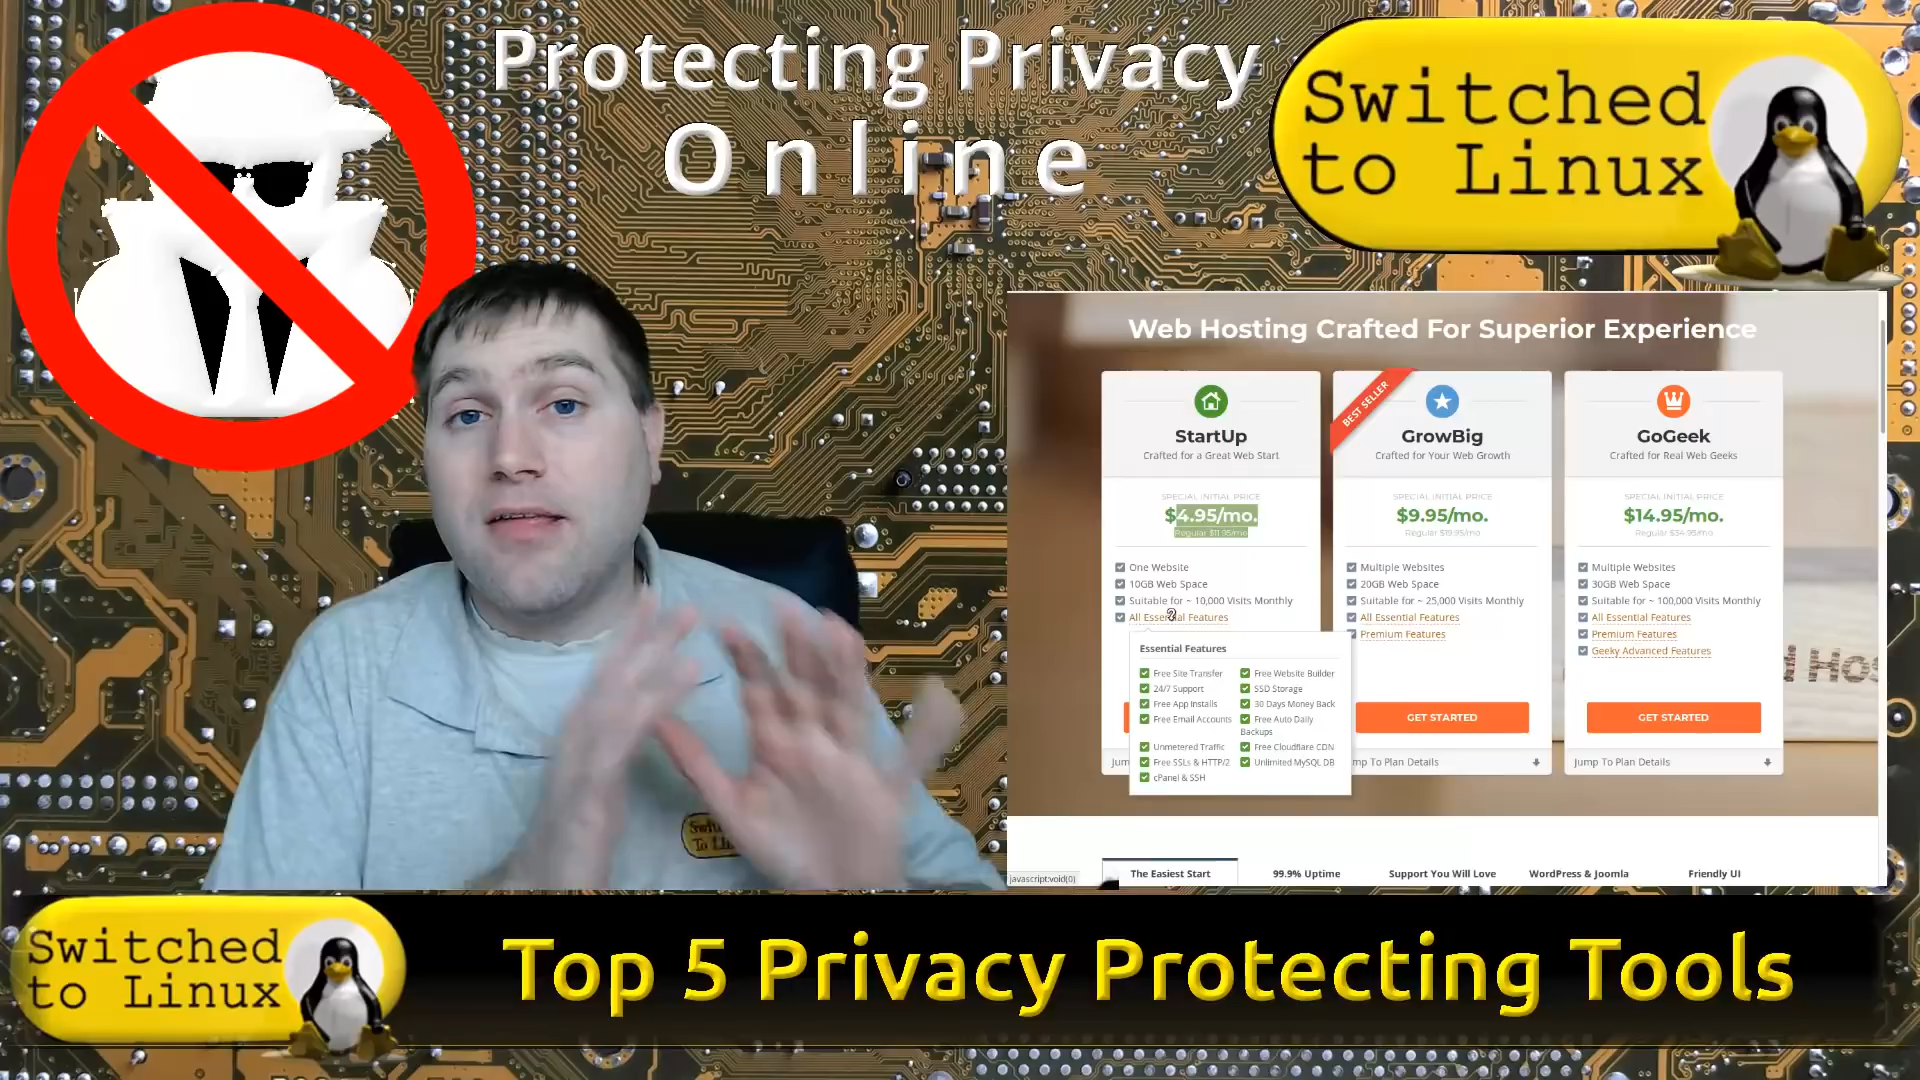 Protecting Privacy
Online
Switched
to Linux
Web Hosting Crafted For Superior Experience
StartUp
Crafted for a Great Web Start
SPECIAL INITIAL PRICE
$4.95/mo.
Regular $11.95/mo
One Website
10GB Web Space
Suitable for ~ 10,000 Visits Monthly
All Essential Features
Essential Features
Free Site Transfer
24/7 Support
Free App Installs
Free Email Accounts
Unmetered Traffic
Free SSLs & HTTP/2
cPanel & SSH
Free Website Builder
SSD Storage
30 Days Money Back
Free Auto Daily
Backups
Free Cloudflare CDN
Unlimited MySQL DB
BEST SELLER
GrowBig
Crafted for Your Web Growth
SPECIAL INITIAL PRICE
$9.95/mo.
Regular $19.95/mo
Multiple Websites
20GB Web Space
Suitable for ~ 25,000 Visits Monthly
All Essential Features
Premium Features
GET STARTED
mp To Plan Details
GoGeek
Crafted for Real Web Geeks
SPECIAL INITIAL PRICE
$14.95/mo.
Regular $34.95/mo
Multiple Websites
30GB Web Space
Suitable for ~ 100,000 Visits Monthly
All Essential Features
Premium Features
Geeky Advanced Features
GET STARTED
Jump To Plan Details
Jum
The Easiest Start
99.9% Uptime
Support You Will Love
WordPress & Joomla
Friendly UI
javascript:void(0)
Switched
to Linux
Top 5 Privacy Protecting Tools